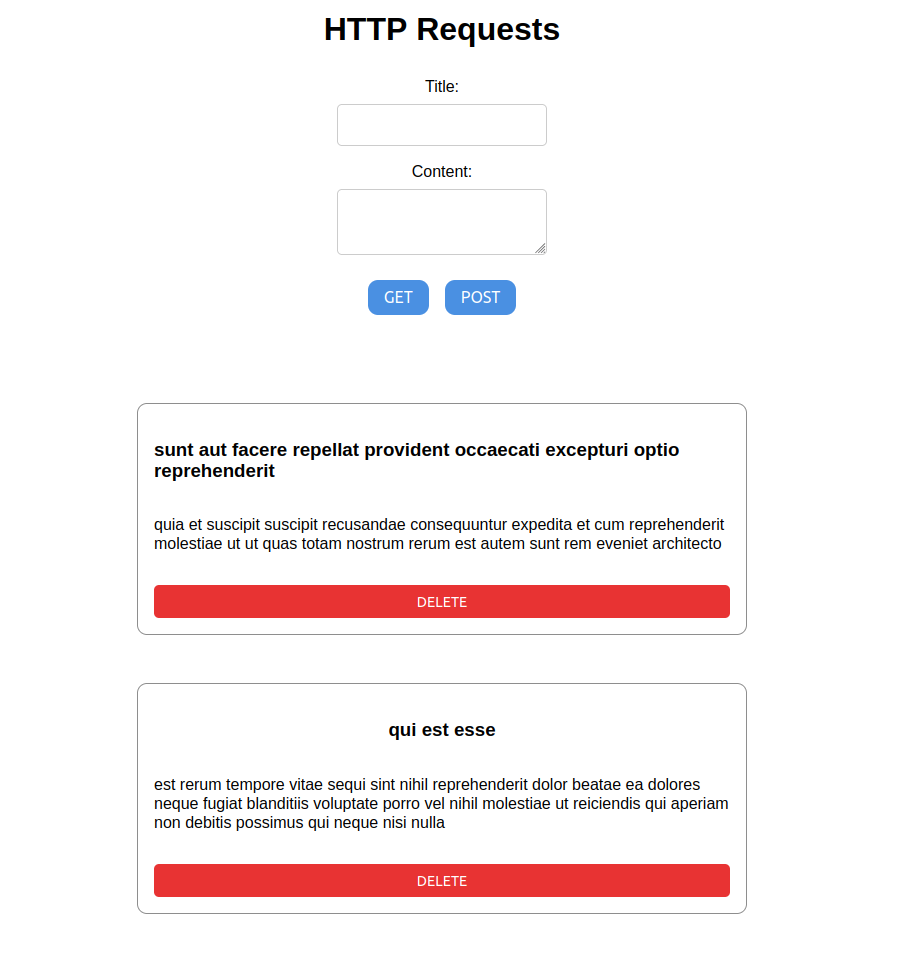 HTTP Requests
Title:
Content:
GET POST
sunt aut facere repellat provident occaecati excepturi optio
reprehenderit
quia et suscipit suscipit recusandae consequuntur expedita et cum reprehenderit
molestiae ut ut quas totam nostrum rerum est autem sunt rem eveniet architecto
DELETE
qui est esse
est rerum tempore vitae sequi sint nihil reprehenderit dolor beatae ea dolores
neque fugiat blanditiis voluptate porro vel nihil molestiae ut reiciendis qui aperiam
non debitis possimus qui neque nisi nulla
DELETE